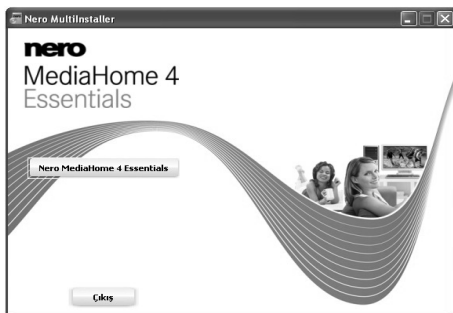 Nero MultiInstaller
nero
MediaHome 4
Essentials
Nero MediaHome 4 Essentials
Çıkış